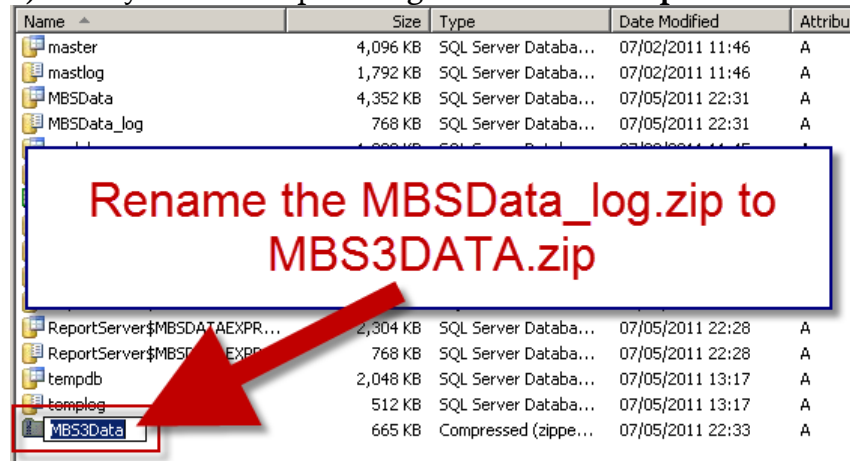 Name Size Type Date Modified Attribu
master 4,096 KB SQL Server Databa... 07/02/2011 11:46 A
mastlog 1,792 KB SQL Server Databa... 07/02/2011 11:46 A
MBSData 4,352 KB SQL Server Databa... 07/05/2011 22:31 A
MBSData_log 768 KB SQL Server Databa... 07/05/2011 22:31 A
Rename the MBSData_log.zip to
MBS3DATA.zip
ReportServer$MBSDATAEXPR... 2,304 KB SQL Server Databa... 07/05/2011 22:28 A
ReportServer$MBSDATAEXPR... 768 KB SQL Server Databa... 07/05/2011 22:28 A
tempdb 2,048 KB SQL Server Databa... 07/05/2011 13:17 A
templog 512 KB SQL Server Databa... 07/05/2011 13:17 A
MBS3Data 665 KB Compressed (zippe... 07/05/2011 22:33 A